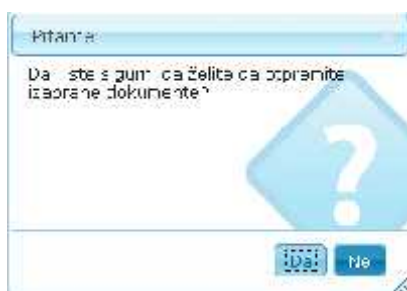 Pitanje
Da li ste sigurni da želite da otpremite
izabrane dokumente?
Da Ne